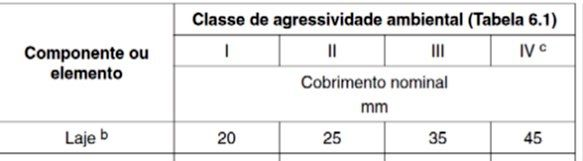 Classe de agressividade ambiental (Tabela 6.1)
Componente ou
elemento
I II III IV c
Cobrimento nominal
mm
Laje b 20 25 35 45